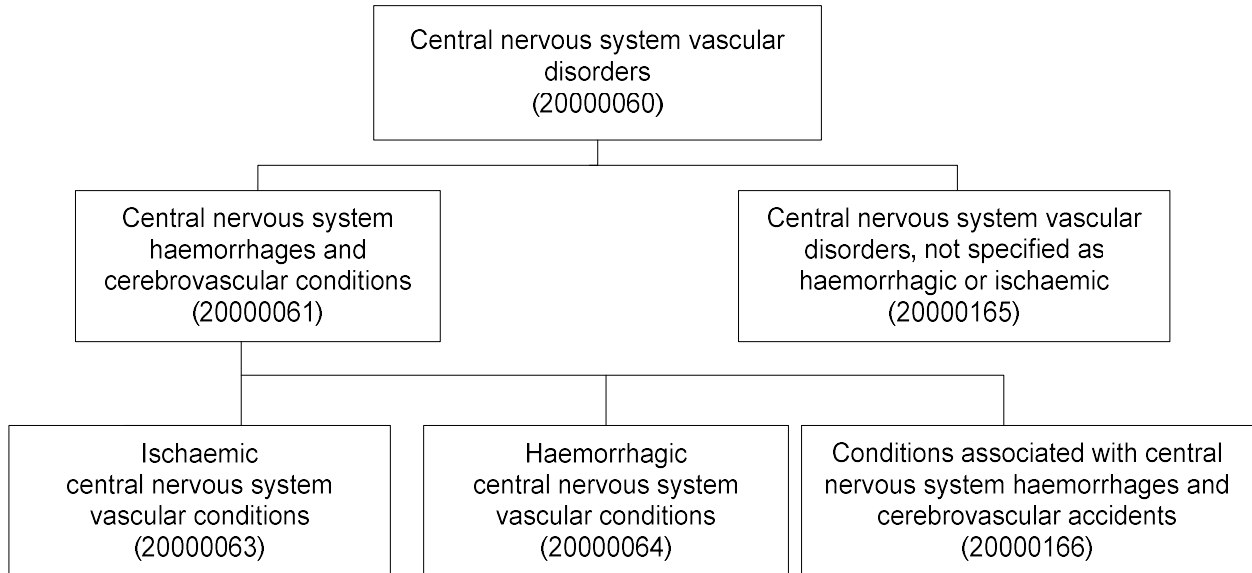 Central nervous system vascular
disorders
(20000060)
Central nervous system
haemorrhages and
cerebrovascular conditions
(20000061)
Central nervous system vascular
disorders, not specified as
haemorrhagic or ischaemic
(20000165)
Ischaemic
central nervous system
vascular conditions
(20000063)
Haemorrhagic
central nervous system
vascular conditions
(20000064)
Conditions associated with central
nervous system haemorrhages and
cerebrovascular accidents
(20000166)